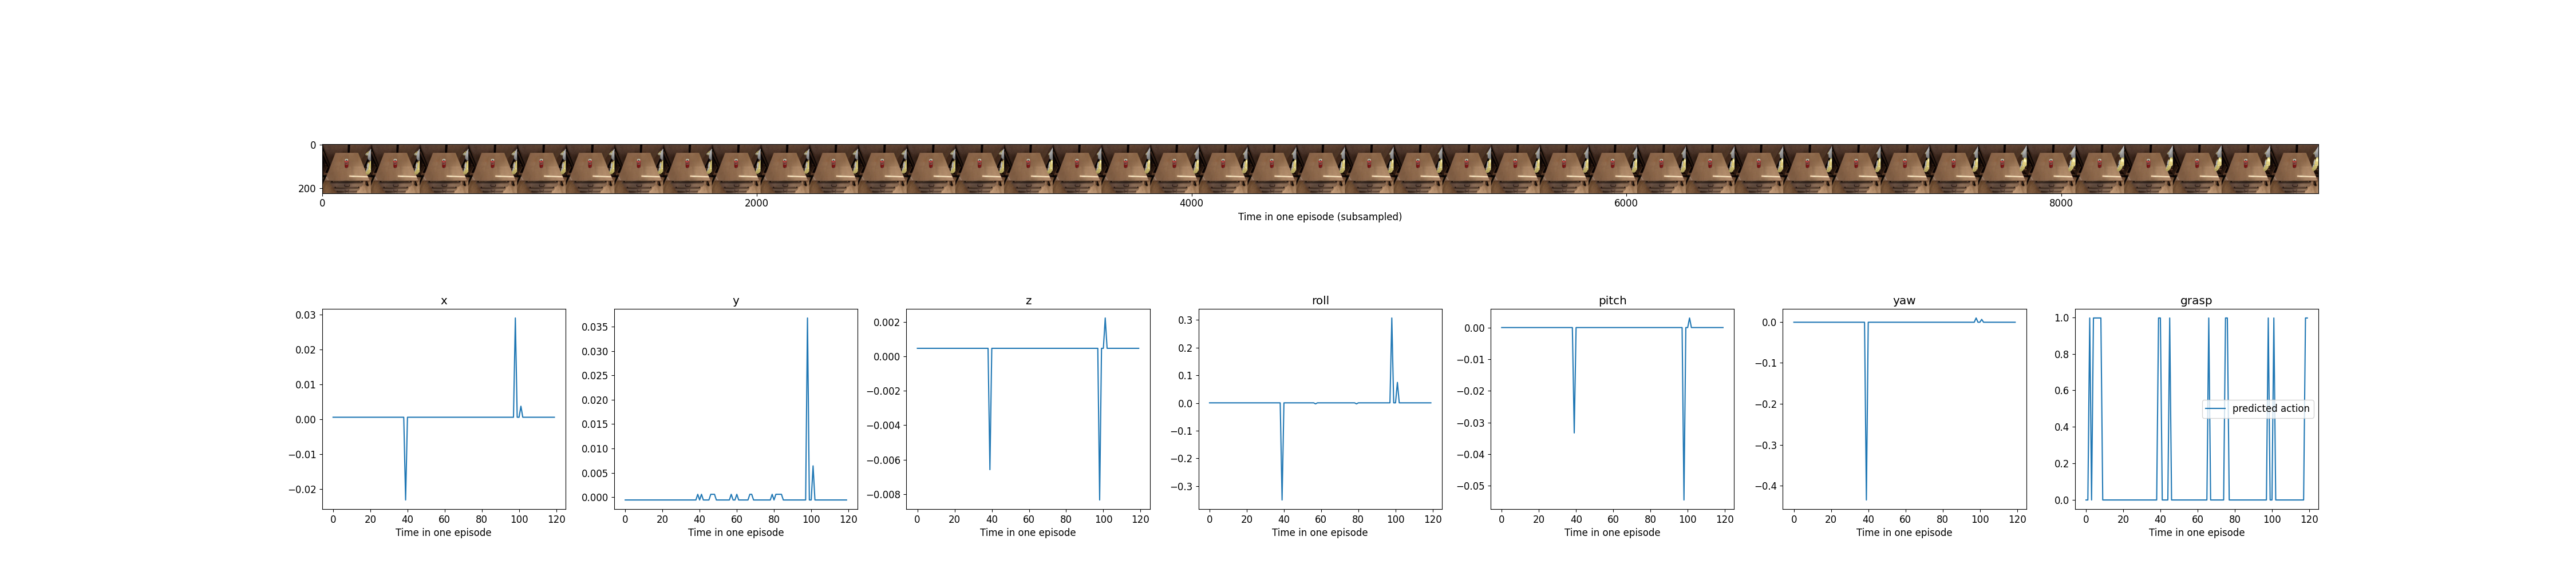 0
200
0 2000 4000 6000 8000
Time in one episode (subsampled)
x
0.03
0.02
0.01
0.00
−0.01
−0.02
0 20 40 60 80 100 120
Time in one episode
y
0.035
0.030
0.025
0.020
0.015
0.010
0.005
0.000
0 20 40 60 80 100 120
Time in one episode
z
0.002
0.000
−0.002
−0.004
−0.006
−0.008
0 20 40 60 80 100 120
Time in one episode
roll
0.3
0.2
0.1
0.0
−0.1
−0.2
−0.3
0 20 40 60 80 100 120
Time in one episode
pitch
0.00
−0.01
−0.02
−0.03
−0.04
−0.05
0 20 40 60 80 100 120
Time in one episode
yaw
0.0
−0.1
−0.2
−0.3
−0.4
0 20 40 60 80 100 120
Time in one episode
grasp
1.0
0.8
0.6
0.4
0.2
0.0
predicted action
0 20 40 60 80 100 120
Time in one episode